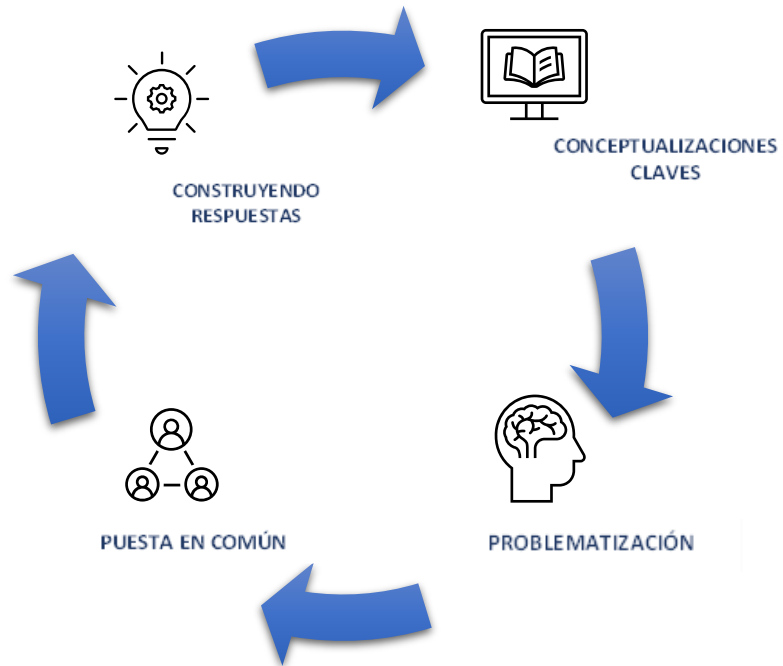 CONCEPTUALIZACIONES
CLAVES
CONSTRUYENDO
RESPUESTAS
PUESTA EN COMÚN
PROBLEMATIZACIÓN